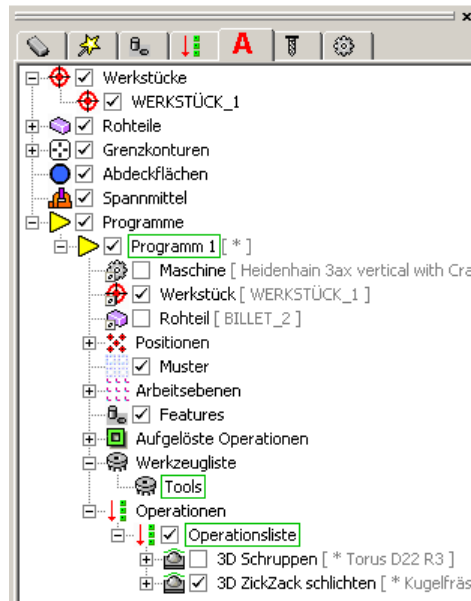 A
Werkstücke
WERKSTÜCK_1
Rohteile
Grenzkonturen
Abdeckflächen
Spannmittel
Programme
Programm 1 [ * ]
Maschine [ Heidenhain 3ax vertical with Cra
Werkstück [ WERKSTÜCK_1 ]
Rohteil [ BILLET_2 ]
Positionen
Muster
Arbeitsebenen
Features
Aufgelöste Operationen
Werkzeugliste
Tools
Operationen
Operationsliste
3D Schruppen [ * Torus D22 R3 ]
3D ZickZack schlichten [ * Kugelfräs